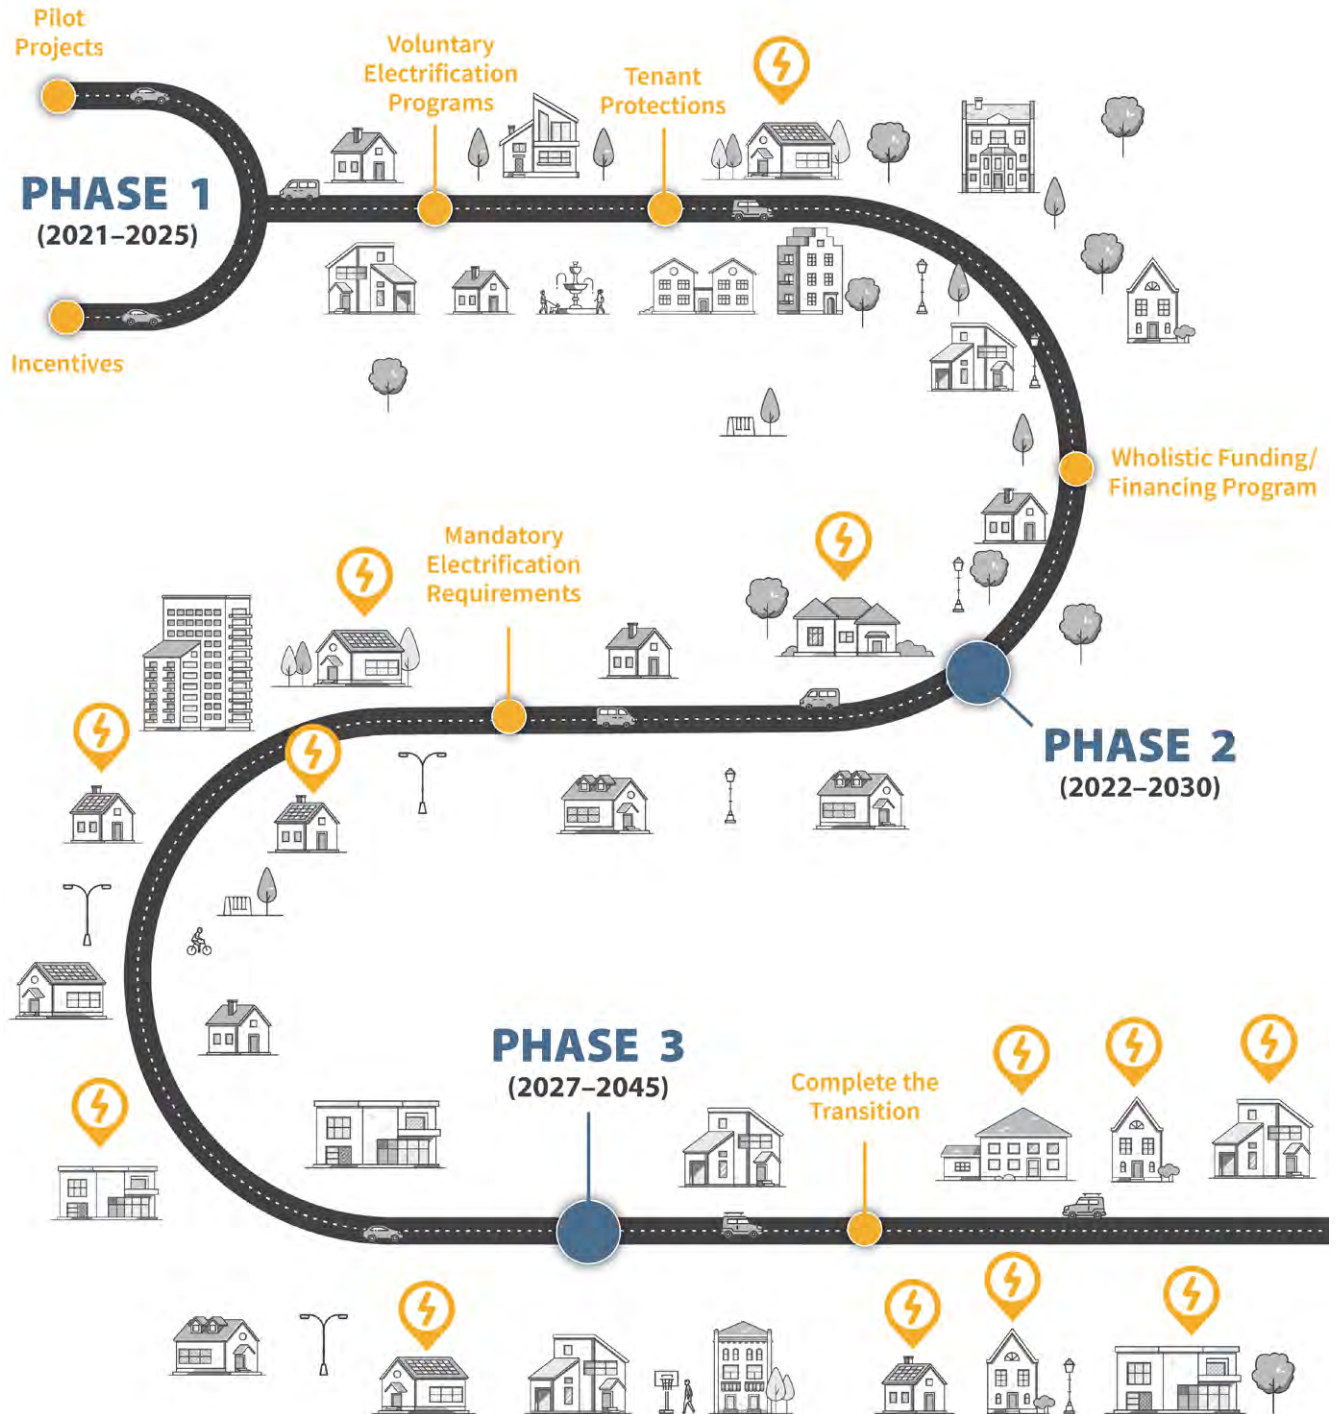 Pilot
Projects
Voluntary
Electrification
Programs
Tenant
Protections
PHASE 1
(2021–2025)
Incentives
Wholistic Funding/
Financing Program
Mandatory
Electrification
Requirements
PHASE 2
(2022–2030)
PHASE 3
(2027–2045)
Complete the
Transition